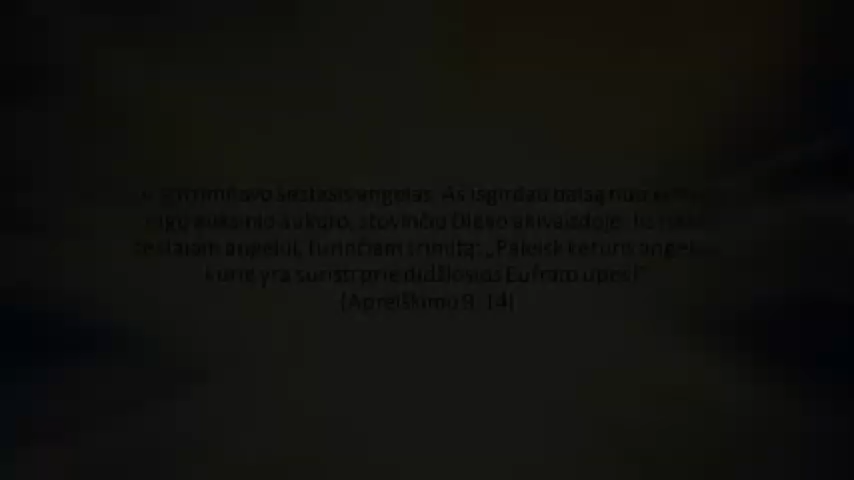 sutrimitavo šeštasis angelas. Aš išgirdau balsą nuo
aukso aukuro, stovinčio Dievo akivaizdoje.
šeštajam angelui, turinčiam trimitą: „Paleisk keturis
kurie yra surišti prie didžiosios Eufrato upės!“
(Apreiškimo 9, 14)